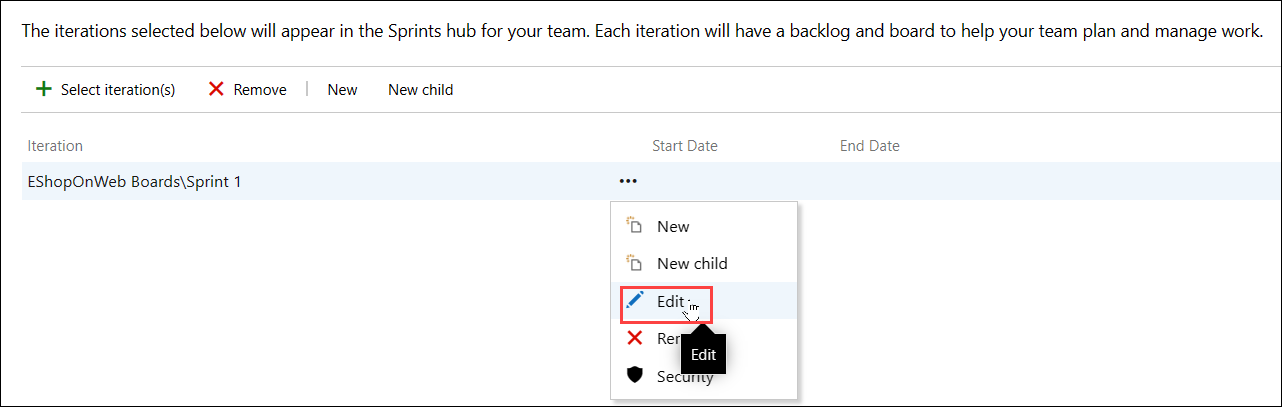 The iterations selected below will appear in the Sprints hub for your team. Each iteration will have a backlog and board to help your team plan and manage work.
Select iteration(s) Remove New New child
Iteration Start Date End Date
EShopOnWeb Boards\Sprint 1
New
New child
Edit
Edit
Security